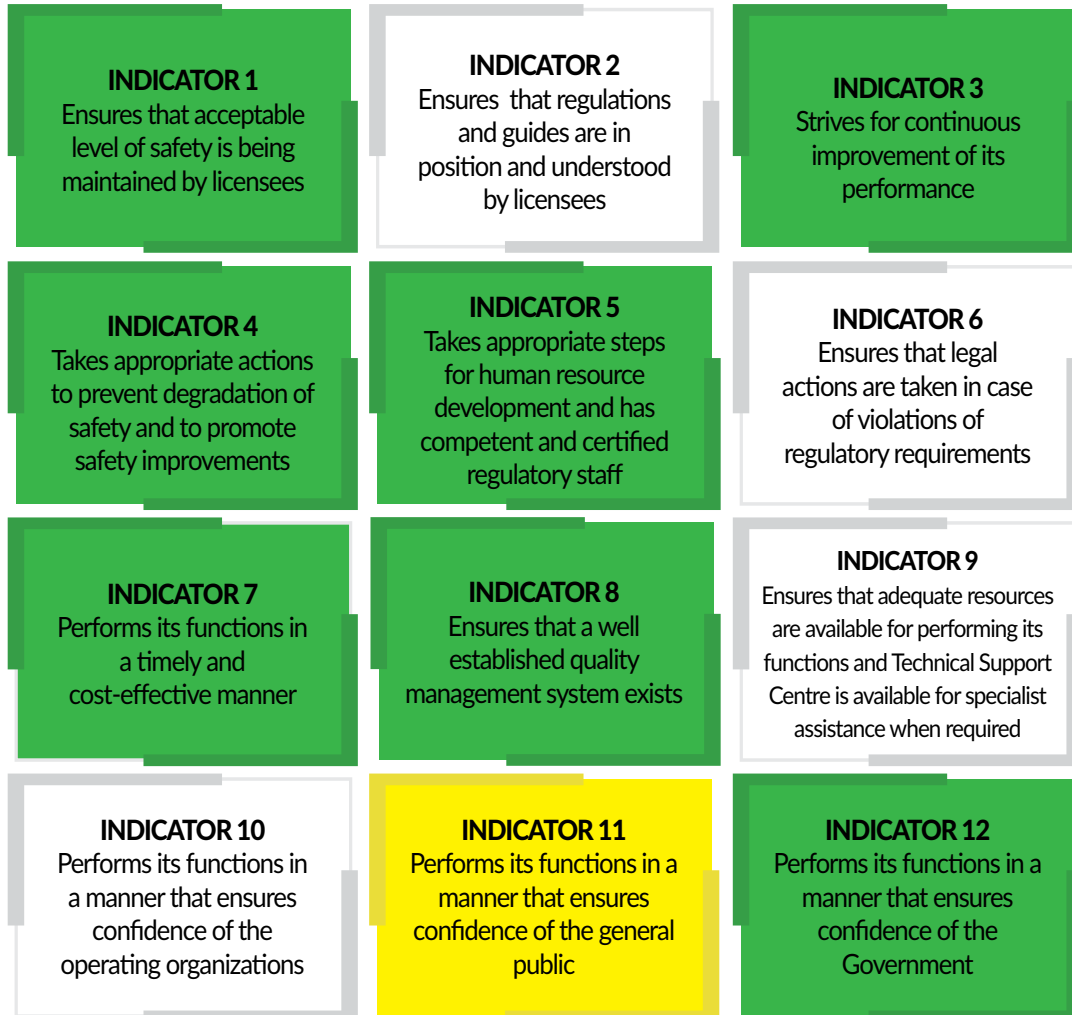 INDICATOR 1
Ensures that acceptable
level of safety is being
maintained by licensees
INDICATOR 2
Ensures that regulations
and guides are in
position and understood
by licensees
INDICATOR 3
Strives for continuous
improvement of its
performance
INDICATOR 4
Takes appropriate actions
to prevent degradation of
safety and to promote
safety improvements
INDICATOR 5
Takes appropriate steps
for human resource
development and has
competent and certified
regulatory staff
INDICATOR 6
Ensures that legal
actions are taken in case
of violations of
regulatory requirements
INDICATOR 7
Performs its functions in
a timely and
cost-effective manner
INDICATOR 8
Ensures that a well
established quality
management system exists
INDICATOR 9
Ensures that adequate resources
are available for performing its
functions and Technical Support
Centre is available for specialist
assistance when required
INDICATOR 10
Performs its functions in
a manner that ensures
confidence of the
operating organizations
INDICATOR 11
Performs its functions in a
manner that ensures
confidence of the general
public
INDICATOR 12
Performs its functions in a
manner that ensures
confidence of the
Government